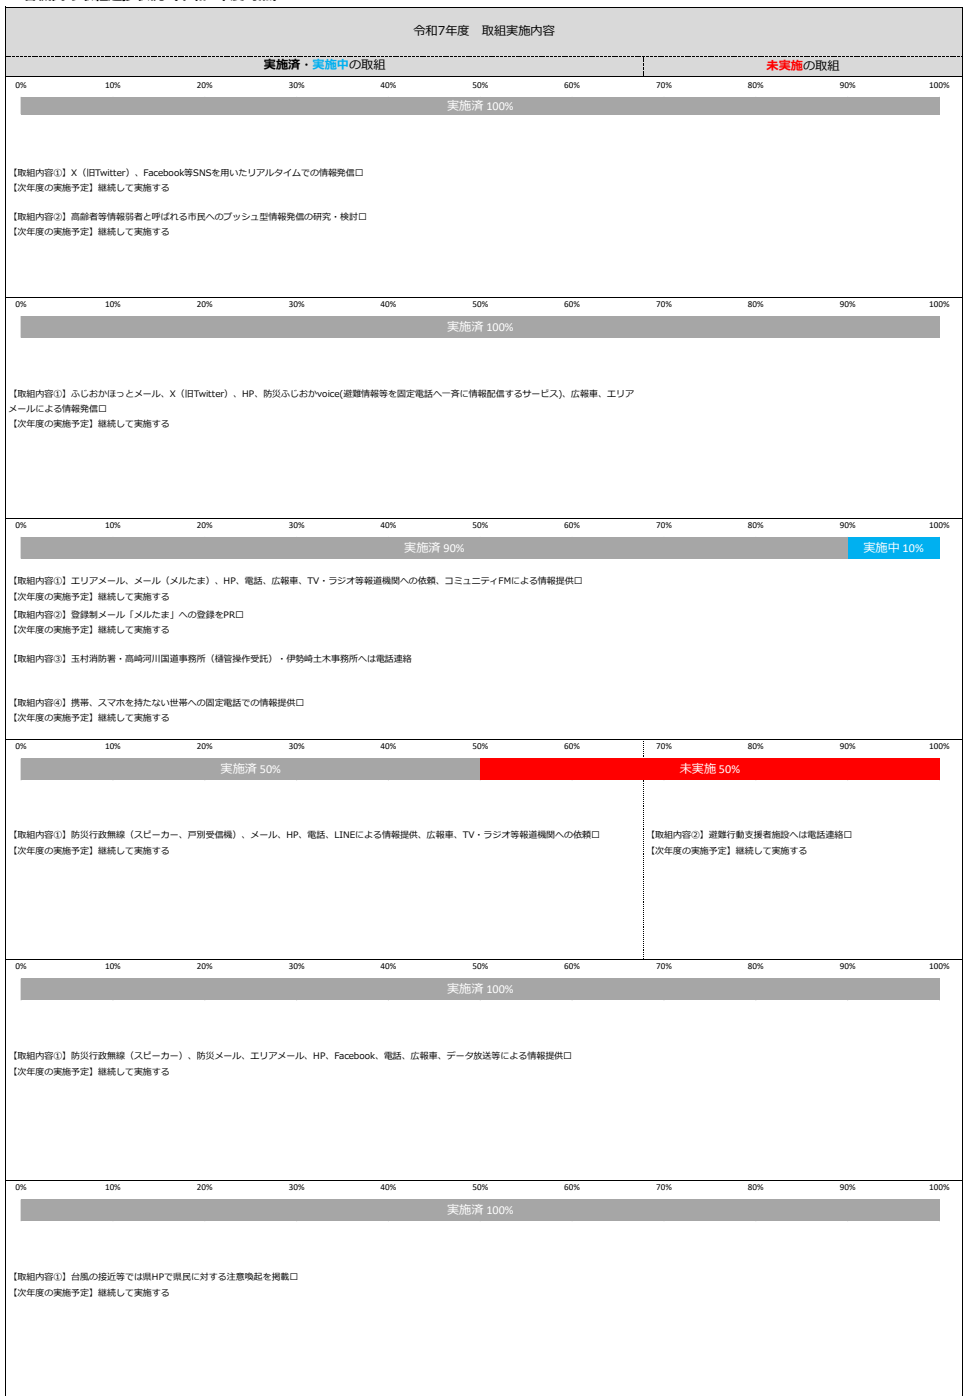 令和7年度　取組実施内容
実施済・実施中の取組
未実施の取組
0% 10% 20% 30% 40% 50% 60% 70% 80% 90% 100%
実施済 100%
【取組内容①】X（旧Twitter）、Facebook等SNSを用いたリアルタイムでの情報発信口
【次年度の実施予定】継続して実施する
【取組内容②】高齢者等情報弱者と呼ばれる市民へのプッシュ型情報発信の研究・検討口
【次年度の実施予定】継続して実施する
0% 10% 20% 30% 40% 50% 60% 70% 80% 90% 100%
実施済 100%
【取組内容①】ふじおかほっとメール、X（旧Twitter）、HP、防災ふじおかvoice(避難情報等を固定電話へ一斉に情報配信するサービス)、広報車、エリア
メールによる情報発信口
【次年度の実施予定】継続して実施する
0% 10% 20% 30% 40% 50% 60% 70% 80% 90% 100%
実施済 90%
実施中 10%
【取組内容①】エリアメール、メール（メルたま）、HP、電話、広報車、TV・ラジオ等報道機関への依頼、コミュニティFMによる情報提供口
【次年度の実施予定】継続して実施する
【取組内容②】登録制メール「メルたま」への登録をPR口
【次年度の実施予定】継続して実施する
【取組内容③】玉村消防署・高崎河川国道事務所（樋管操作受託）・伊勢崎土木事務所へは電話連絡
【取組内容④】携帯、スマホを持たない世帯への固定電話での情報提供口
【次年度の実施予定】継続して実施する
0% 10% 20% 30% 40% 50% 60% 70% 80% 90% 100%
実施済 50%
未実施 50%
【取組内容①】防災行政無線（スピーカー、戸別受信機）、メール、HP、電話、LINEによる情報提供、広報車、TV・ラジオ等報道機関への依頼口
【次年度の実施予定】継続して実施する
【取組内容②】避難行動支援者施設へは電話連絡口
【次年度の実施予定】継続して実施する
0% 10% 20% 30% 40% 50% 60% 70% 80% 90% 100%
実施済 100%
【取組内容①】防災行政無線（スピーカー）、防災メール、エリアメール、HP、Facebook、電話、広報車、データ放送等による情報提供口
【次年度の実施予定】継続して実施する
0% 10% 20% 30% 40% 50% 60% 70% 80% 90% 100%
実施済 100%
【取組内容①】台風の接近等では県HPで県民に対する注意喚起を掲載口
【次年度の実施予定】継続して実施する